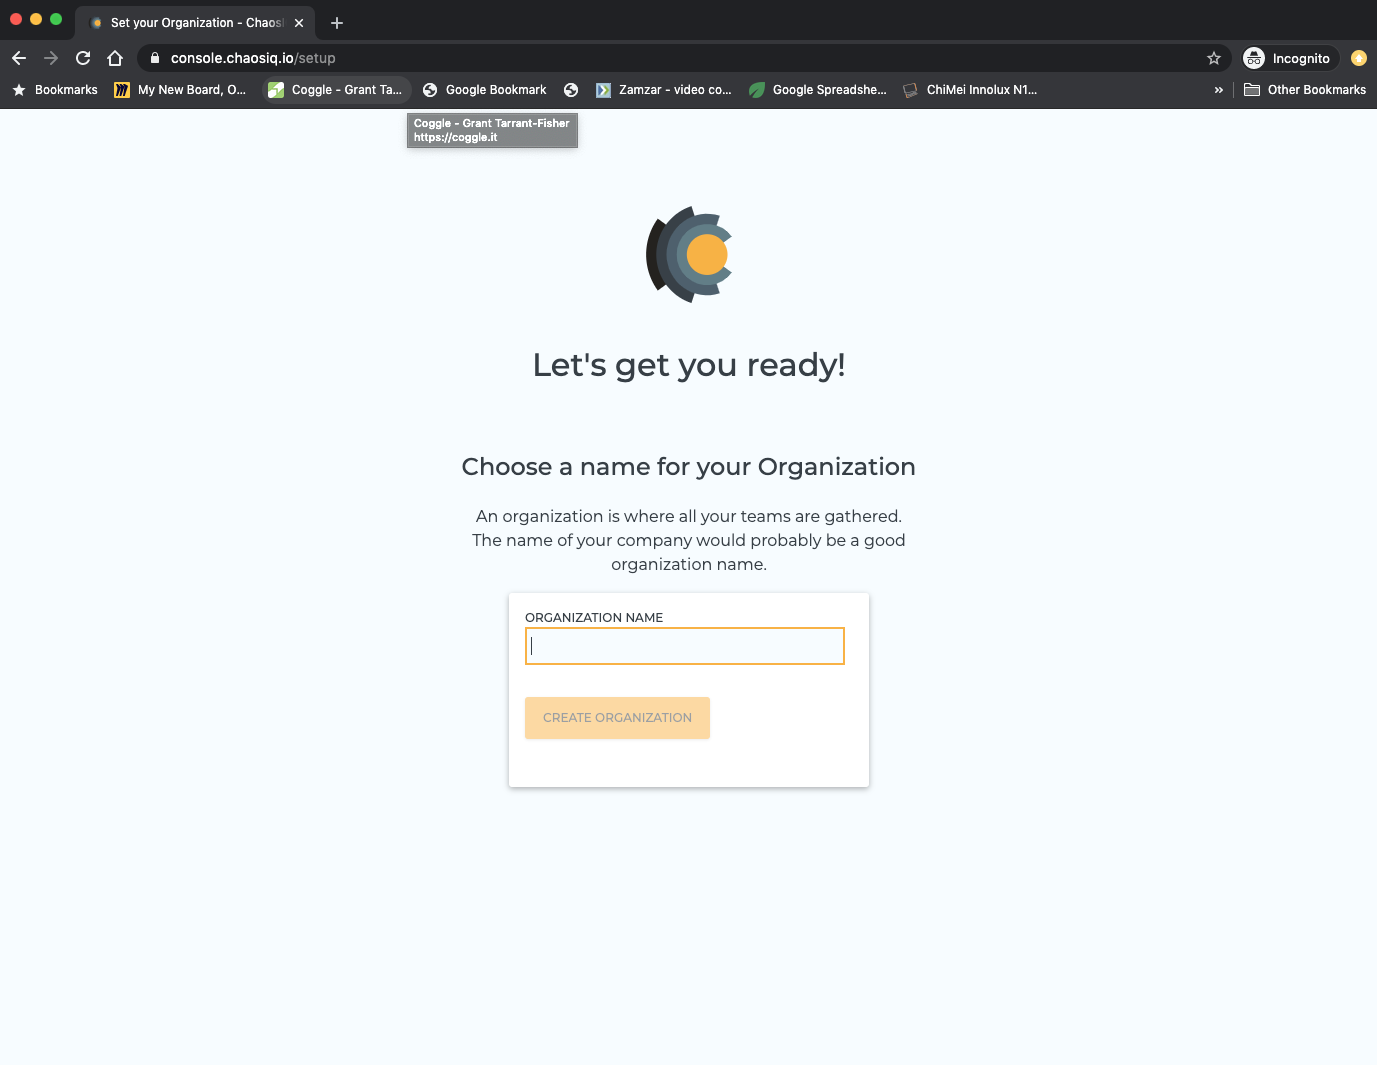 Set your Organization - Chaos
console.chaosiq.io/setup
Incognito
Bookmarks
My New Board, O...
Coggle - Grant Ta...
Google Bookmark
Zamzar - video co...
Google Spreadshe...
ChiMei Innolux N1...
»
Other Bookmarks
Coggle - Grant Tarrant-Fisher
https://coggle.it
Let's get you ready!
Choose a name for your Organization
An organization is where all your teams are gathered.
The name of your company would probably be a good
organization name.
ORGANIZATION NAME
CREATE ORGANIZATION